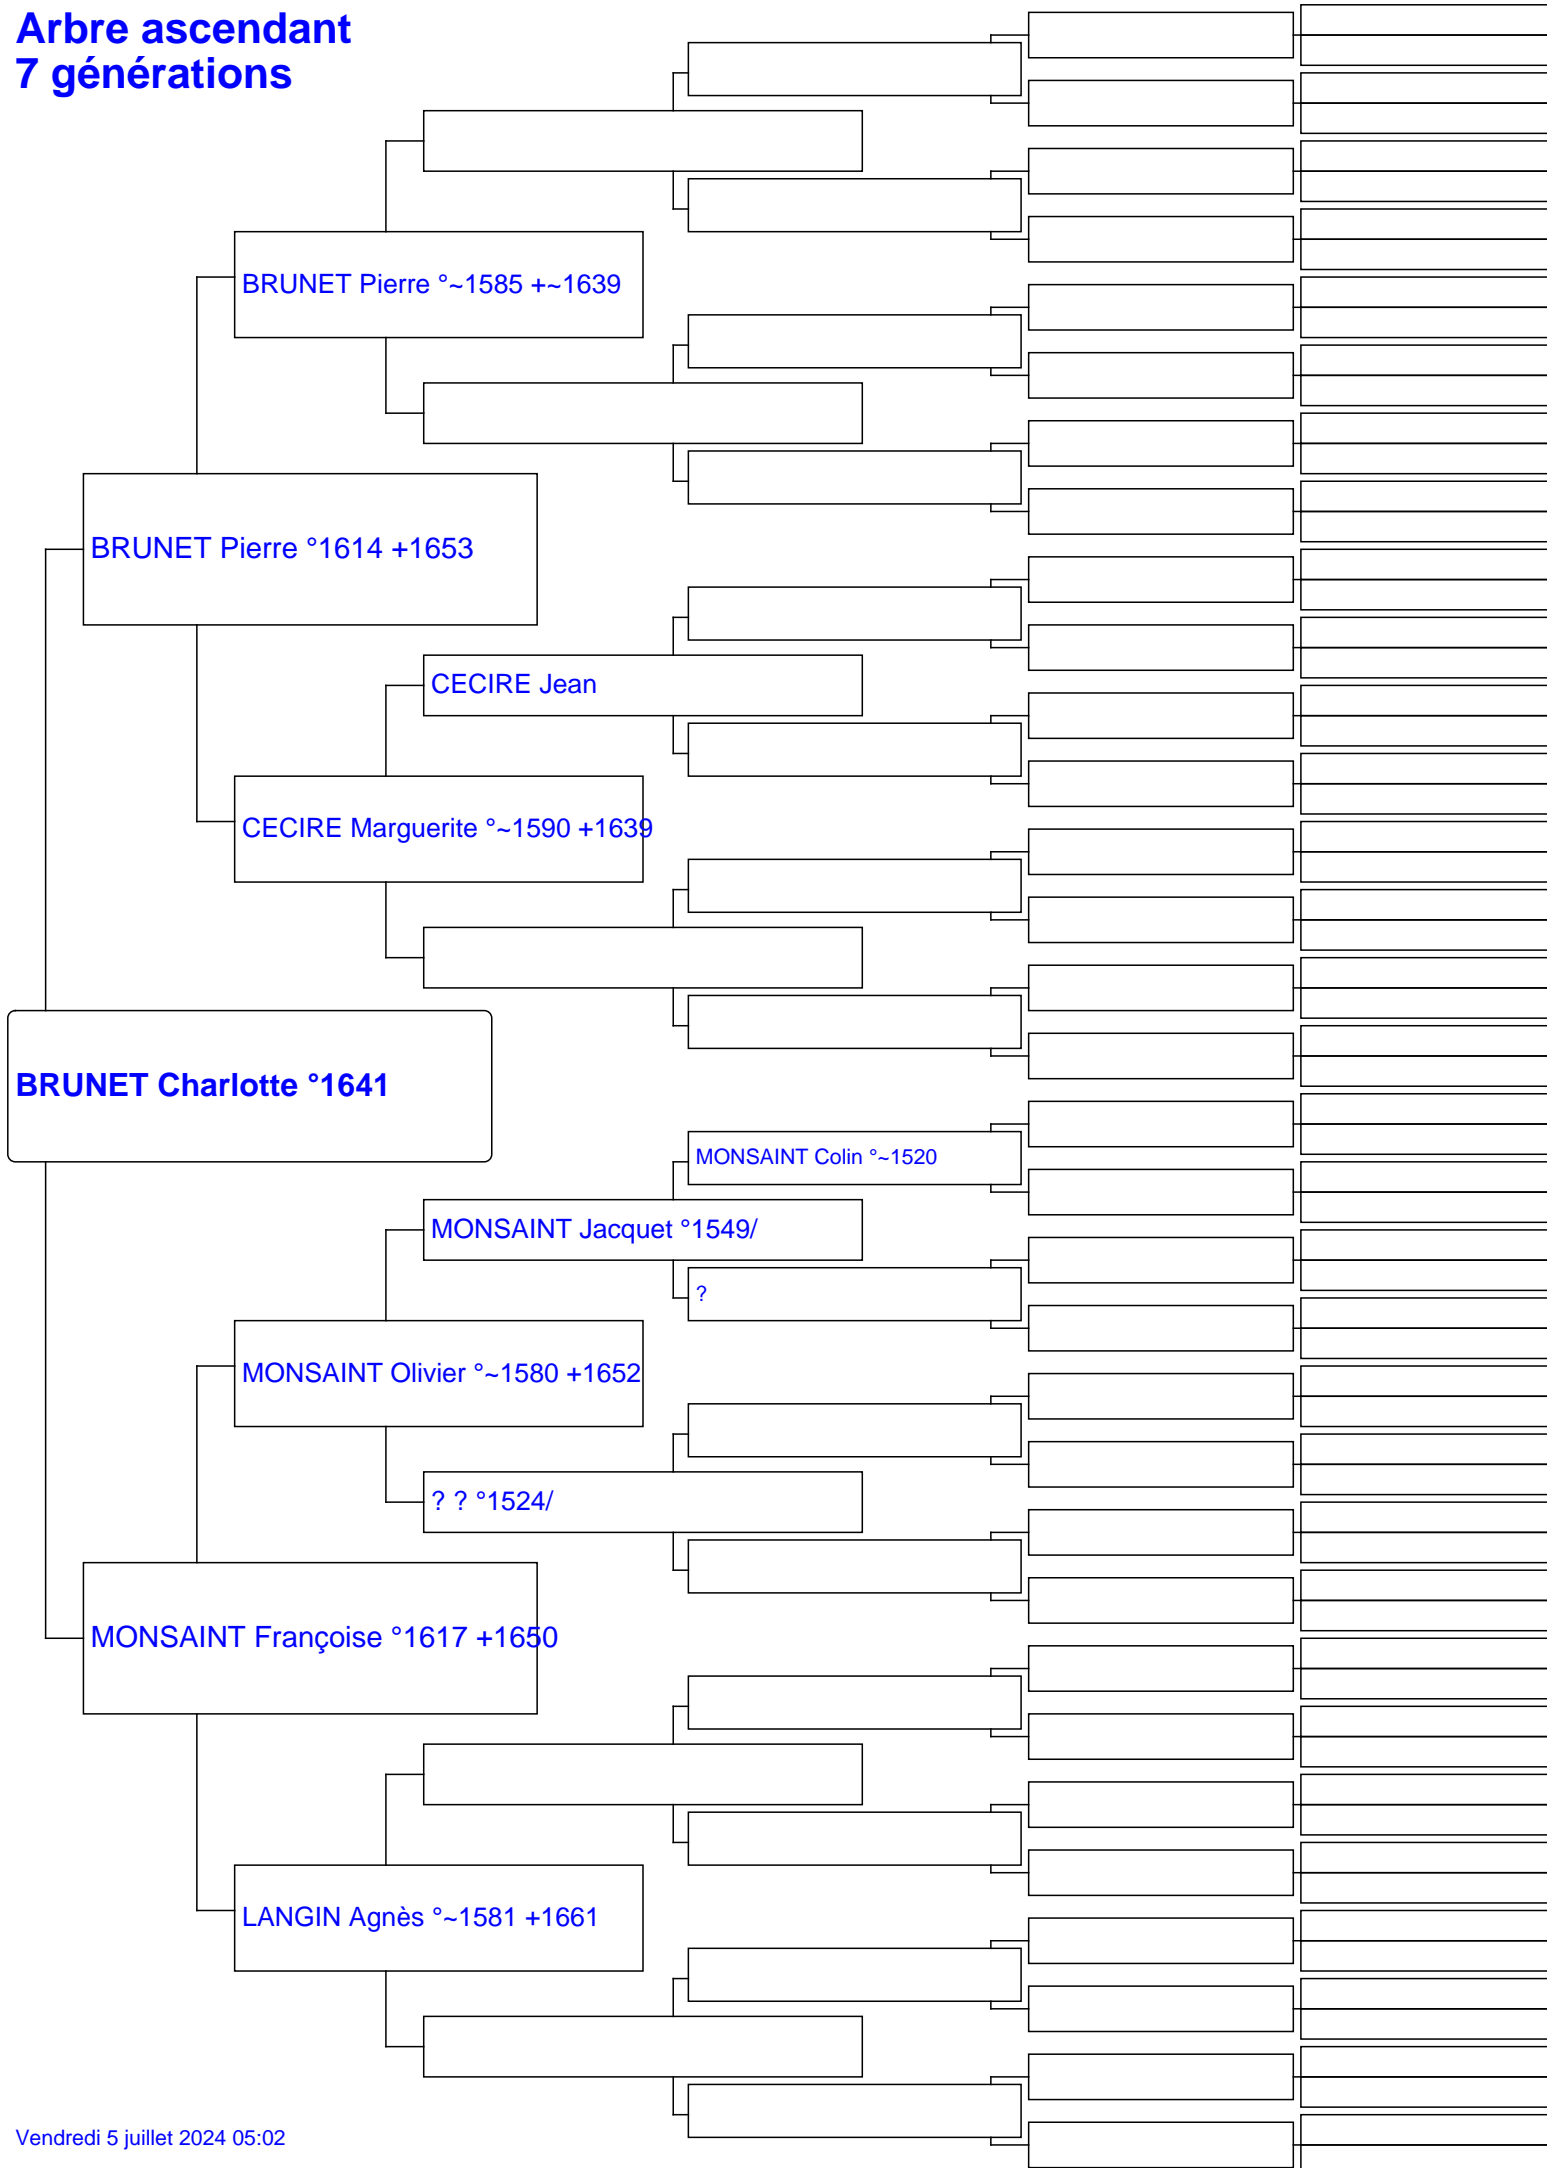 Arbre ascendant
7 générations
BRUNET Pierre °~1585 +~1639
BRUNET Pierre °1614 +1653
CECIRE Jean
CECIRE Marguerite °~1590 +1639
BRUNET Charlotte °1641
MONSAINT Colin °~1520
MONSAINT Jacquet °1549/
?
MONSAINT Olivier °~1580 +1652
? ? °1524/
MONSAINT Françoise °1617 +1650
LANGIN Agnès °~1581 +1661
Vendredi 5 juillet 2024 05:02